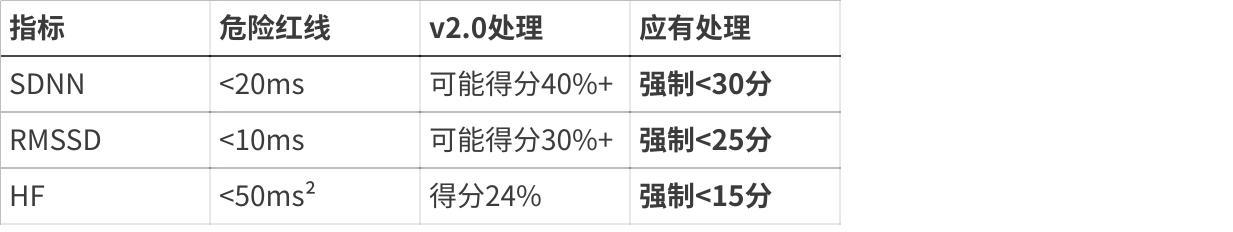 指标 危险红线 v2.0处理 应有处理
SDNN <20ms 可能得分40%+ 强制<30分
RMSSD <10ms 可能得分30%+ 强制<25分
HF <50ms² 得分24% 强制<15分